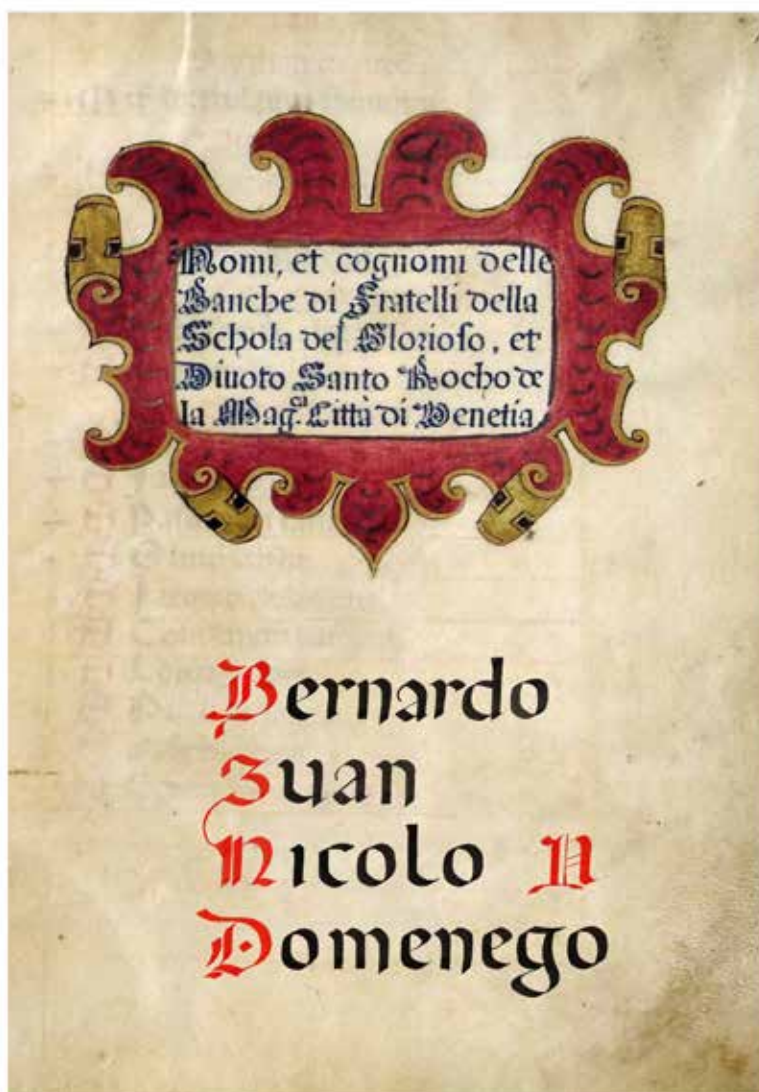 Nomi, et cognomi delle
Banche di Fratelli della
Schola del Glorioso, et
Diuoto Santo Rocho de
la Mag.ca Città di Venetia
Bernardo
Zuan
Nicolo N
Domenego